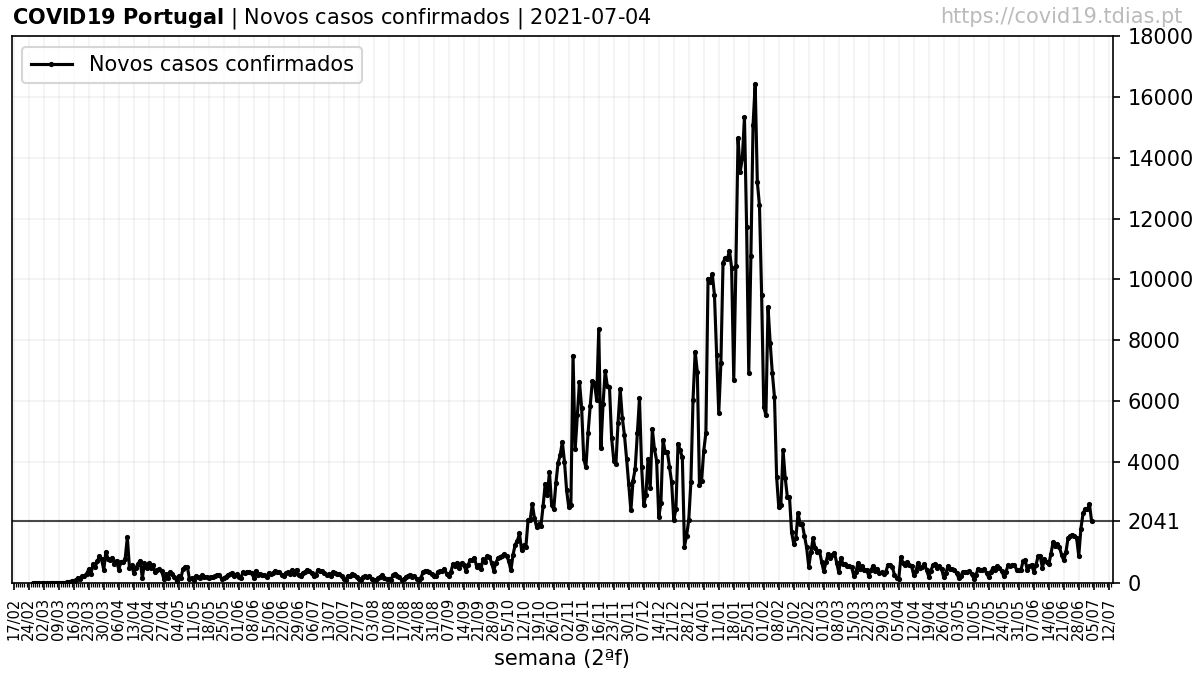 COVID19 Portugal | Novos casos confirmados | 2021-07-04
https://covid19.tdias.pt
Novos casos confirmados
18000
16000
14000
12000
10000
8000
6000
4000
2041
0
17/02 24/02 02/03 09/03 16/03 23/03 30/03 06/04 13/04 20/04 27/04 04/05 11/05 18/05 25/05 01/06 08/06 15/06 22/06 29/06 06/07 13/07 20/07 27/07 03/08 10/08 17/08 24/08 31/08 07/09 14/09 21/09 28/09 05/10 12/10 19/10 26/10 02/11 09/11 16/11 23/11 30/11 07/12 14/12 21/12 28/12 04/01 11/01 18/01 25/01 01/02 08/02 15/02 22/02 01/03 08/03 15/03 22/03 29/03 05/04 12/04 19/04 26/04 03/05 10/05 17/05 24/05 31/05 07/06 14/06 21/06 28/06 05/07 12/07
semana (2ªf)